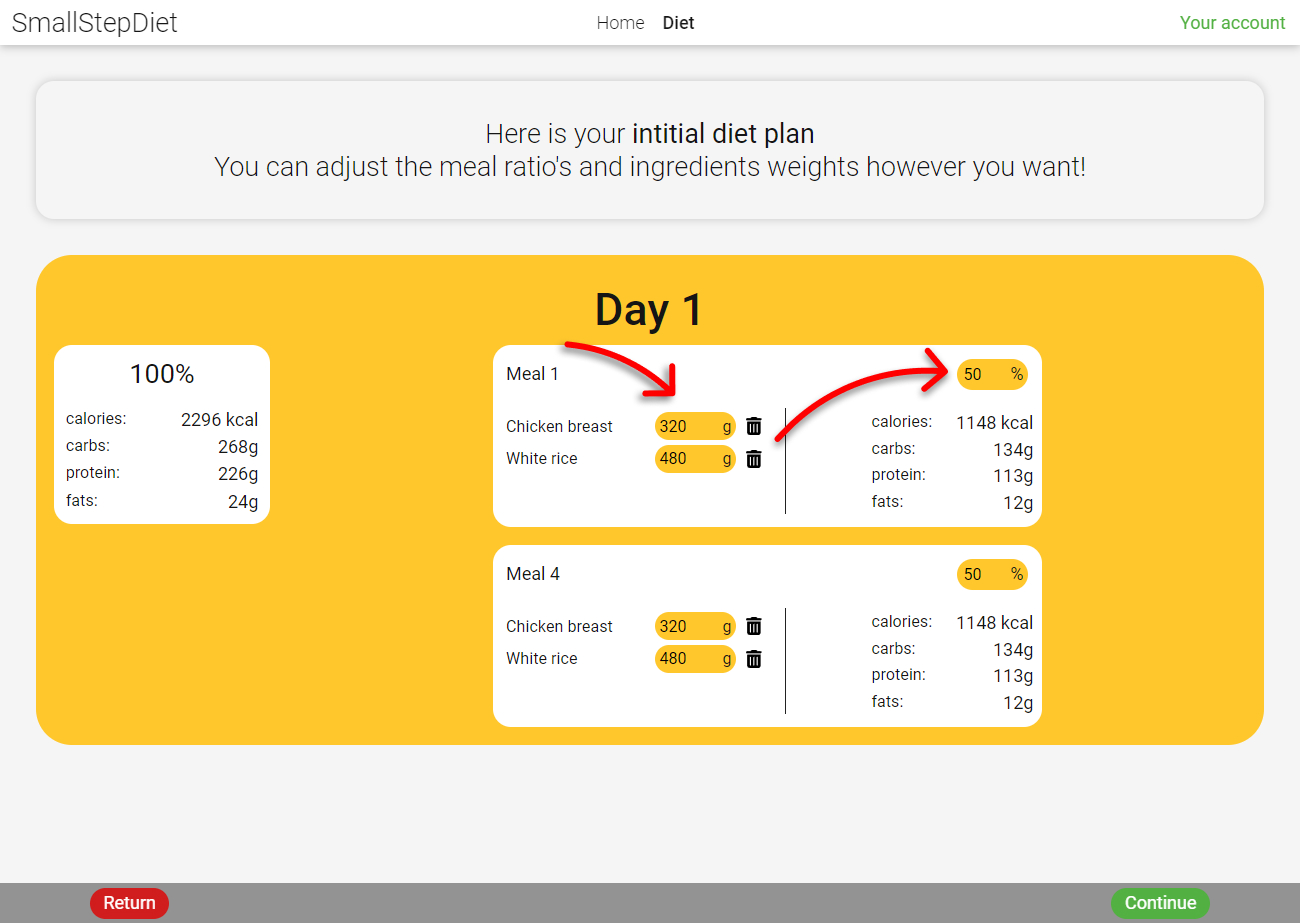 SmallStepDiet Home Diet Your account
Here is your intitial diet plan
You can adjust the meal ratio's and ingredients weights however you want!
Day 1
100%
calories: 2296 kcal
carbs: 268g
protein: 226g
fats: 24g
Meal 1 50 %
Chicken breast 320 g
White rice 480 g
calories: 1148 kcal
carbs: 134g
protein: 113g
fats: 12g
Meal 4 50 %
Chicken breast 320 g
White rice 480 g
calories: 1148 kcal
carbs: 134g
protein: 113g
fats: 12g
Return Continue